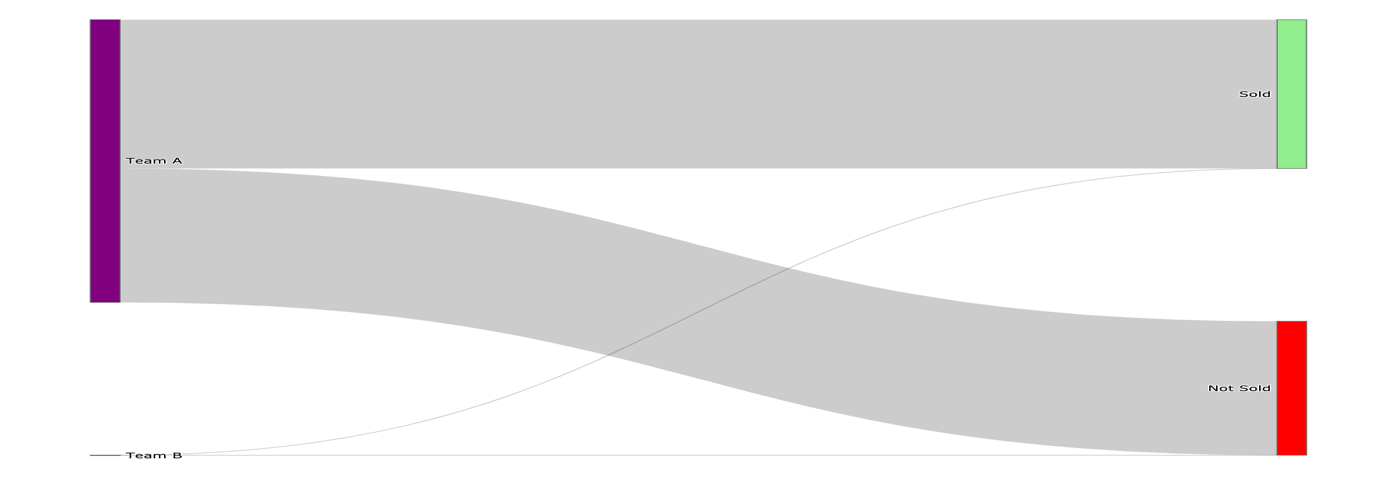 Sold
Team A
Not Sold
Team B